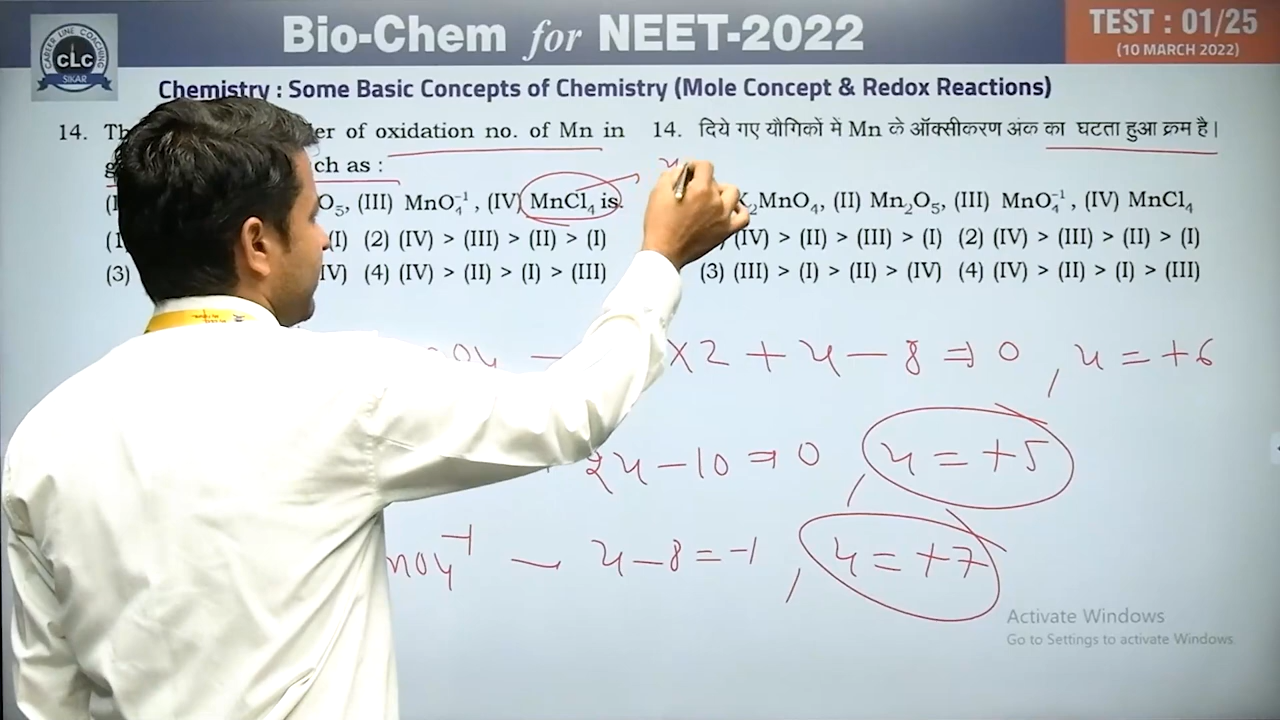 Bio-Chem for NEET-2022
TEST : 01/25
(10 MARCH 2022)
CAREER LINE COACHING
CLC
SIKAR
Chemistry : Some Basic Concepts of Chemistry (Mole Concept & Redox Reactions)
14. of oxidation no. of Mn in
as :
(III) MnO₄⁻¹, (IV) MnCl₄ is.
(2) (IV) > (III) > (II) > (I)
(3) (4) (IV) > (II) > (I) > (III)
14. दिये गए यौगिकों में Mn के ऑक्सीकरण अंक का घटता हुआ क्रम है।
K₂MnO₄, (II) Mn₂O₅, (III) MnO₄⁻¹, (IV) MnCl₄
(IV) > (II) > (III) > (I) (2) (IV) > (III) > (II) > (I)
(3) (III) > (I) > (II) > (IV) (4) (IV) > (II) > (I) > (III)
x2 + x - 8 ⇒ 0, x = +6
2x - 10 ⇒ 0, x = +5
x - 8 = -1, x = +7
Activate Windows
Go to Settings to activate Windows.